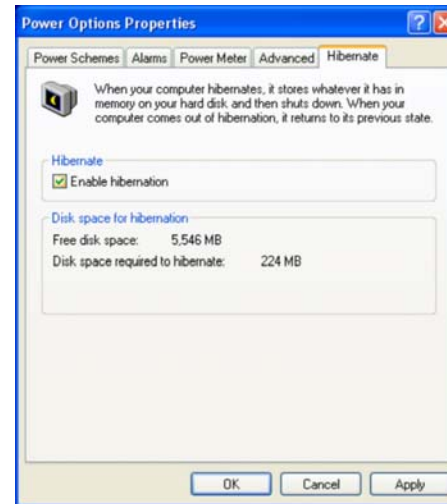 Power Options Properties
Power Schemes Alarms Power Meter Advanced Hibernate
When your computer hibernates, it stores whatever it has in
memory on your hard disk and then shuts down. When your
computer comes out of hibernation, it returns to its previous state.
Hibernate
Enable hibernation
Disk space for hibernation
Free disk space: 5,546 MB
Disk space required to hibernate: 224 MB
OK Cancel Apply